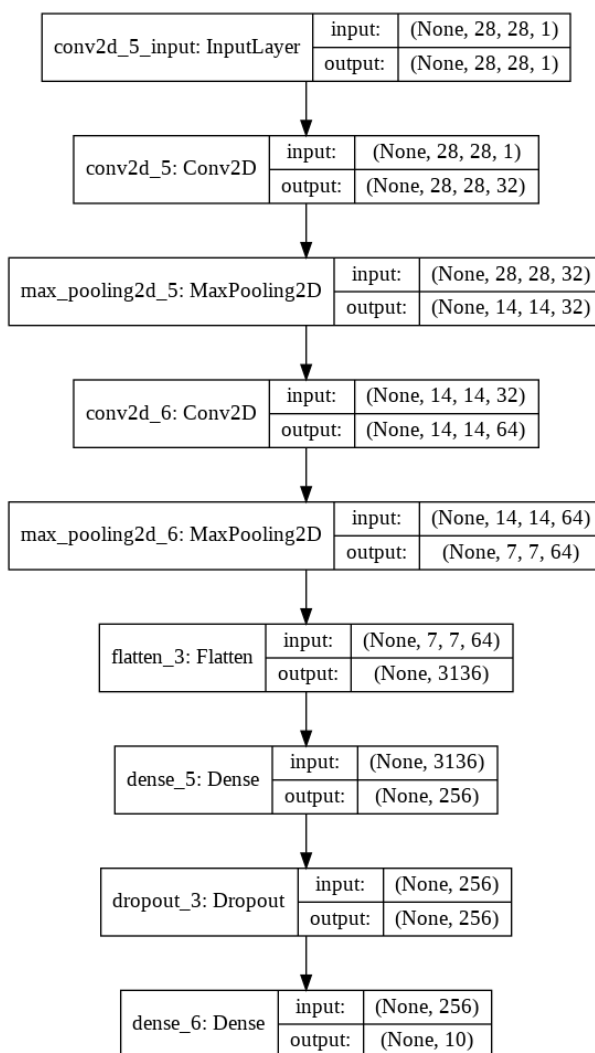 conv2d_5_input: InputLayer
input: (None, 28, 28, 1)
output: (None, 28, 28, 1)
conv2d_5: Conv2D
input: (None, 28, 28, 1)
output: (None, 28, 28, 32)
max_pooling2d_5: MaxPooling2D
input: (None, 28, 28, 32)
output: (None, 14, 14, 32)
conv2d_6: Conv2D
input: (None, 14, 14, 32)
output: (None, 14, 14, 64)
max_pooling2d_6: MaxPooling2D
input: (None, 14, 14, 64)
output: (None, 7, 7, 64)
flatten_3: Flatten
input: (None, 7, 7, 64)
output: (None, 3136)
dense_5: Dense
input: (None, 3136)
output: (None, 256)
dropout_3: Dropout
input: (None, 256)
output: (None, 256)
dense_6: Dense
input: (None, 256)
output: (None, 10)